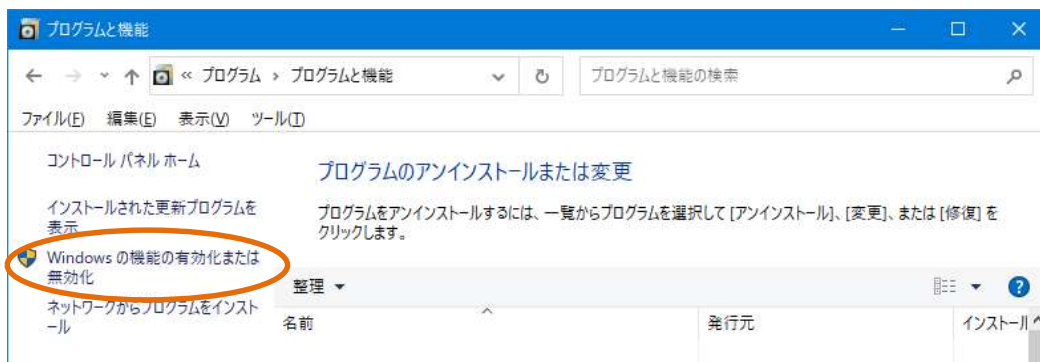 プログラムと機能
« プログラム › プログラムと機能
プログラムと機能の検索
ファイル(F) 編集(E) 表示(V) ツール(T)
コントロール パネル ホーム
インストールされた更新プログラムを
表示
Windows の機能の有効化または
無効化
ネットワークからプログラムをインスト
ール
プログラムのアンインストールまたは変更
プログラムをアンインストールするには、一覧からプログラムを選択して [アンインストール]、[変更]、または [修復] を
クリックします。
整理
名前 発行元 インストール